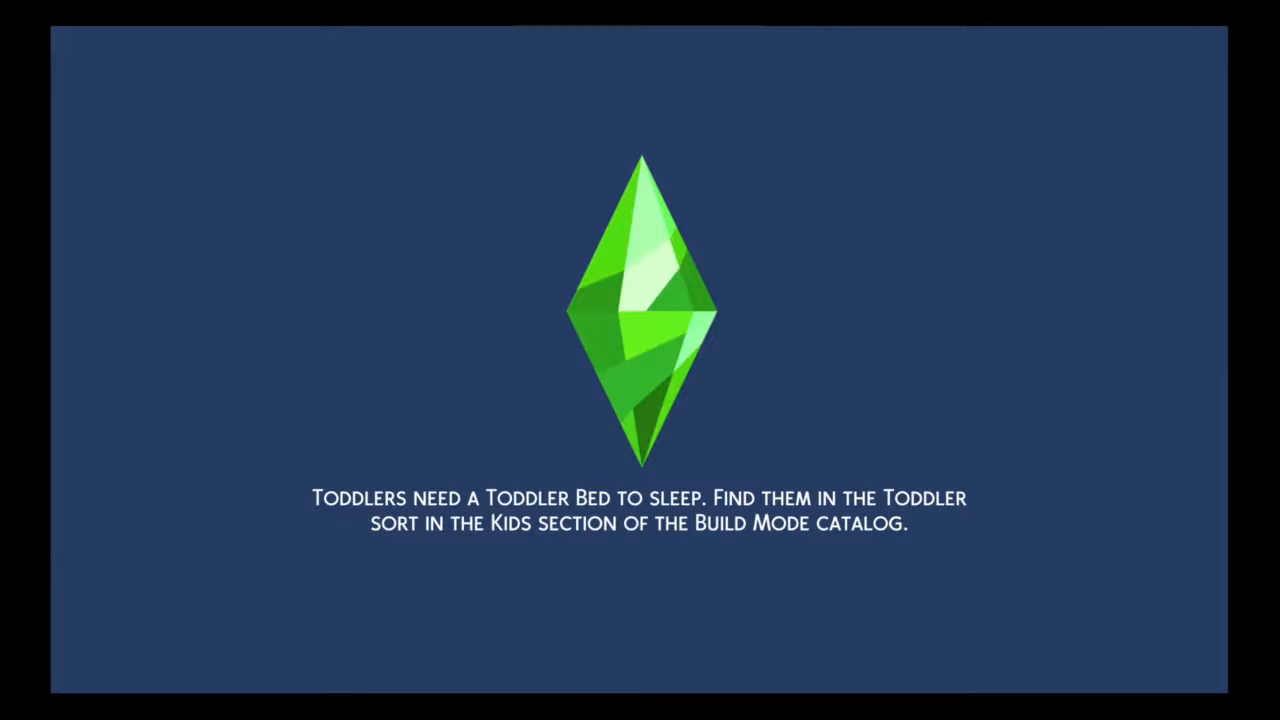 Toddlers need a Toddler Bed to sleep. Find them in the Toddler
sort in the Kids section of the Build Mode catalog.